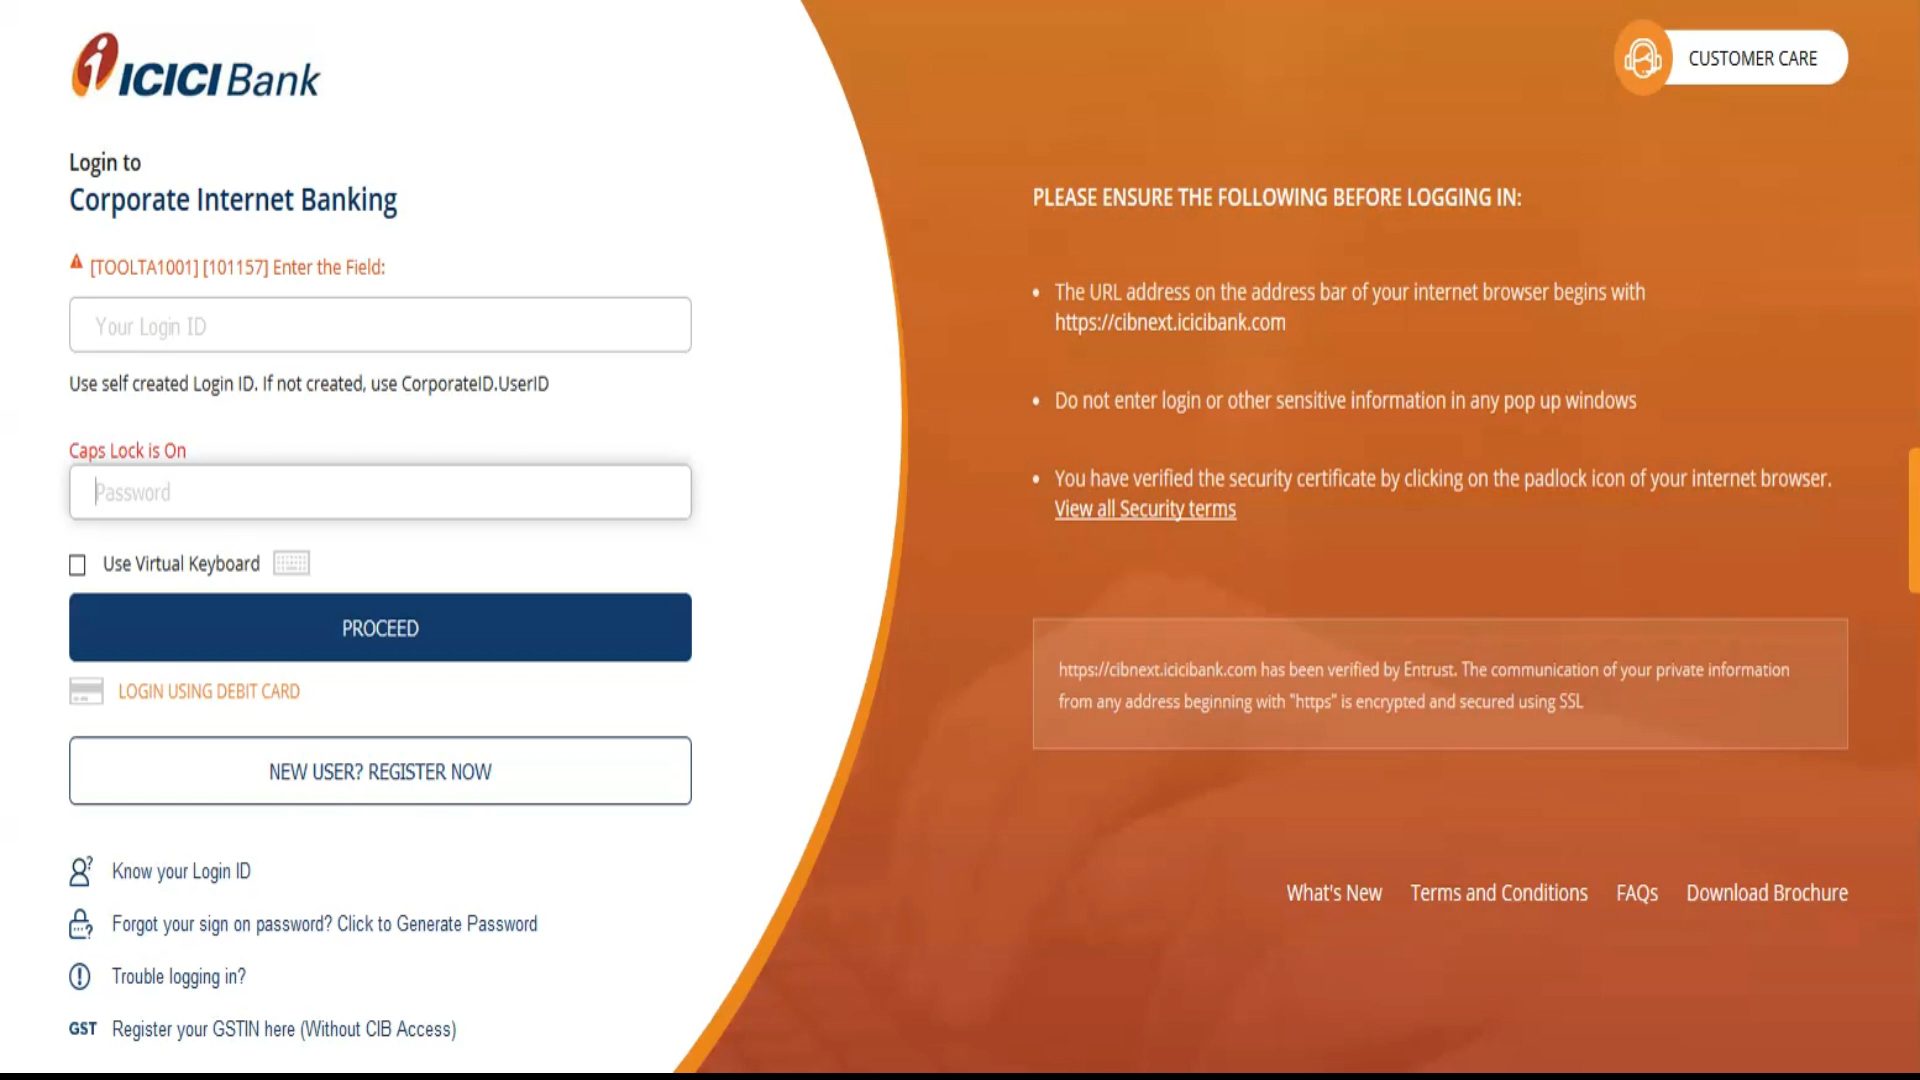 iICICI Bank
CUSTOMER CARE
Login to
Corporate Internet Banking
[TOOLTA1001] [101157] Enter the Field:
Your Login ID
Use self created Login ID. If not created, use CorporateID.UserID
Caps Lock is On
Password
Use Virtual Keyboard
PROCEED
LOGIN USING DEBIT CARD
NEW USER? REGISTER NOW
Know your Login ID
Forgot your sign on password? Click to Generate Password
Trouble logging in?
GST Register your GSTIN here (Without CIB Access)
PLEASE ENSURE THE FOLLOWING BEFORE LOGGING IN:
• The URL address on the address bar of your internet browser begins with
https://cibnext.icicibank.com
• Do not enter login or other sensitive information in any pop up windows
• You have verified the security certificate by clicking on the padlock icon of your internet browser.
View all Security terms
https://cibnext.icicibank.com has been verified by Entrust. The communication of your private information
from any address beginning with "https" is encrypted and secured using SSL
What's New Terms and Conditions FAQs Download Brochure